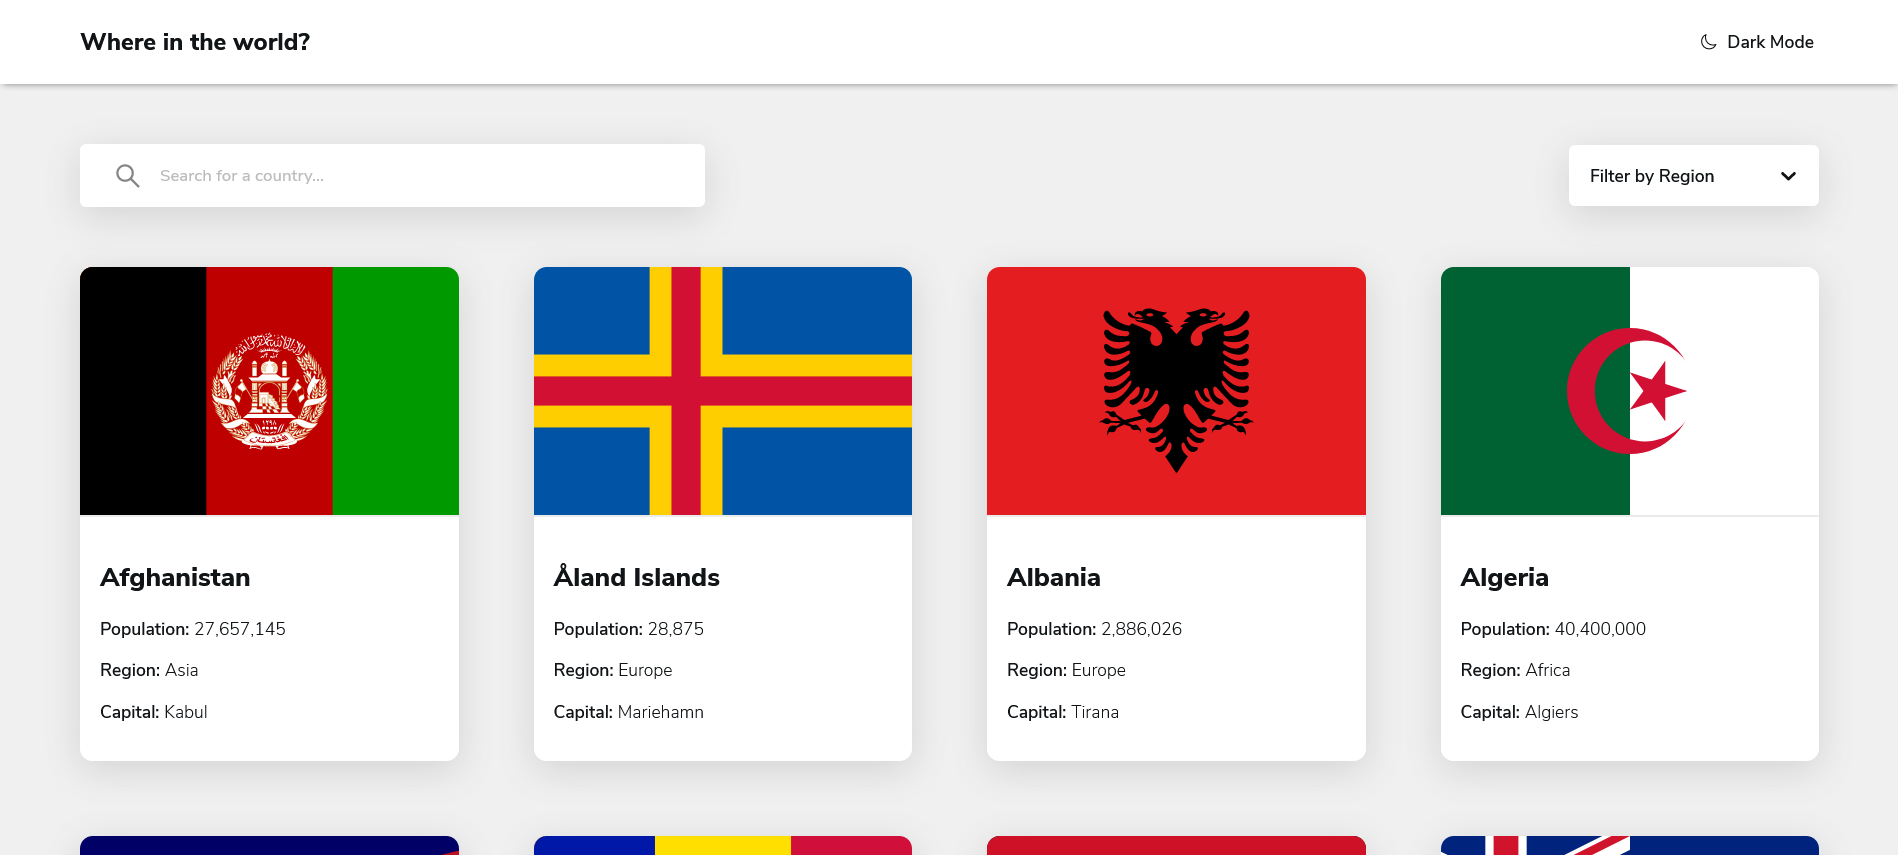 Where in the world?
Dark Mode
Search for a country...
Filter by Region
Afghanistan
Population: 27,657,145
Region: Asia
Capital: Kabul
Åland Islands
Population: 28,875
Region: Europe
Capital: Mariehamn
Albania
Population: 2,886,026
Region: Europe
Capital: Tirana
Algeria
Population: 40,400,000
Region: Africa
Capital: Algiers